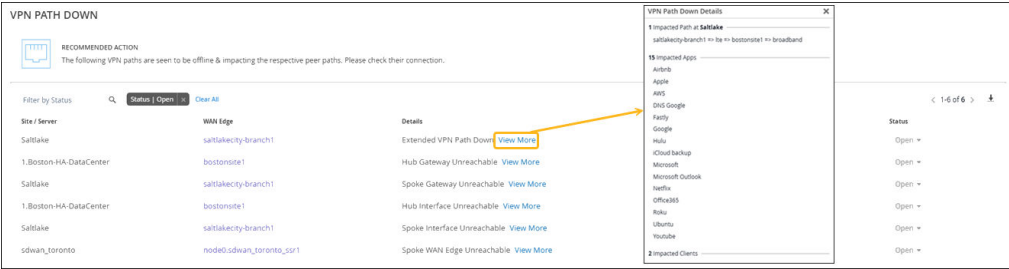 VPN PATH DOWN
RECOMMENDED ACTION
The following VPN paths are seen to be offline & impacting the respective peer paths. Please check their connection.
Filter by Status
Status | Open ×
Clear All
< 1-6 of 6 >
Site / Server WAN Edge Details Status
Saltlake saltlakecity-branch1 Extended VPN Path Down View More Open
1.Boston-HA-DataCenter bostonsite1 Hub Gateway Unreachable View More Open
Saltlake saltlakecity-branch1 Spoke Gateway Unreachable View More Open
1.Boston-HA-DataCenter bostonsite1 Hub Interface Unreachable View More Open
Saltlake saltlakecity-branch1 Spoke Interface Unreachable View More Open
sdwan_toronto node0.sdwan_toronto_ssr1 Spoke WAN Edge Unreachable View More Open
VPN Path Down Details ×
1 Impacted Path at Saltlake
saltlakecity-branch1 => lte => bostonsite1 => broadband
15 Impacted Apps
Airbnb
Apple
AWS
DNS Google
Fastly
Google
Hulu
iCloud backup
Microsoft
Microsoft Outlook
Netflix
Office365
Roku
Ubuntu
Youtube
2 Impacted Clients